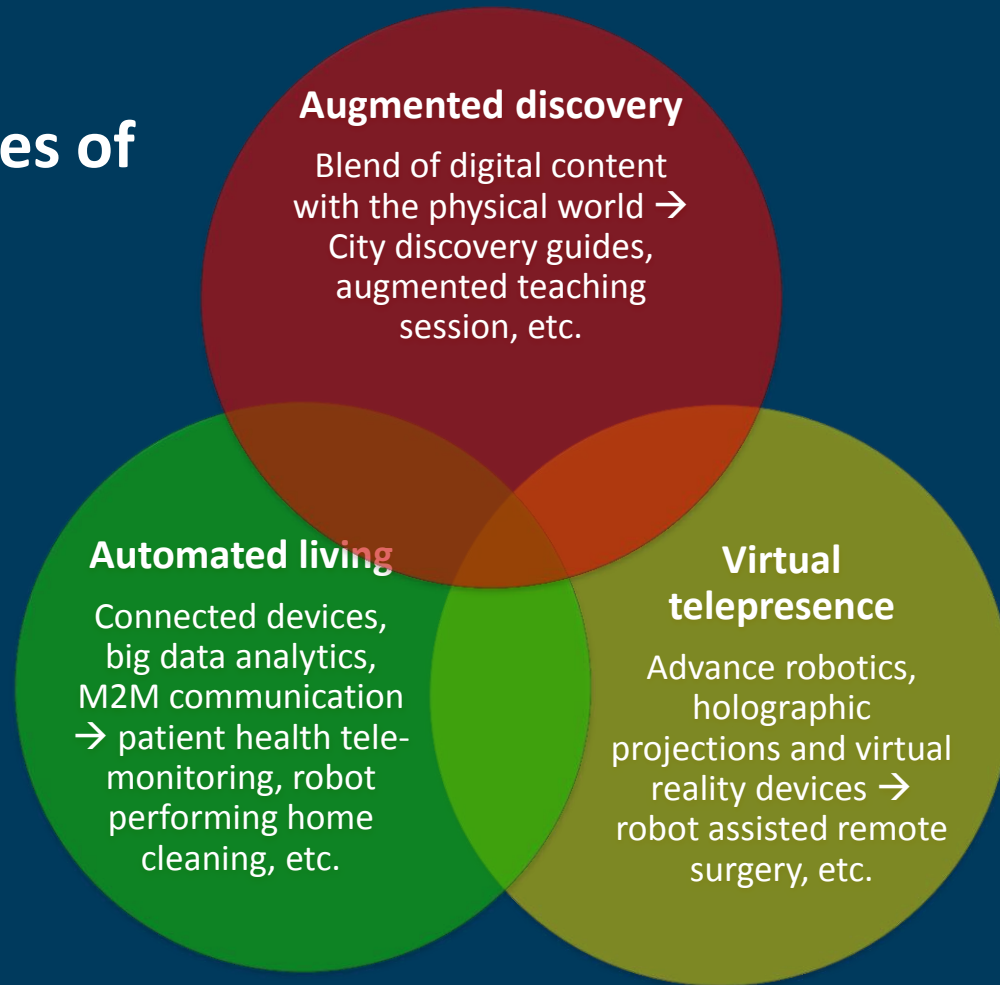 es of
Augmented discovery
Blend of digital content
with the physical world →
City discovery guides,
augmented teaching
session, etc.
Automated living
Connected devices,
big data analytics,
M2M communication
→ patient health tele-
monitoring, robot
performing home
cleaning, etc.
Virtual
telepresence
Advance robotics,
holographic
projections and virtual
reality devices →
robot assisted remote
surgery, etc.